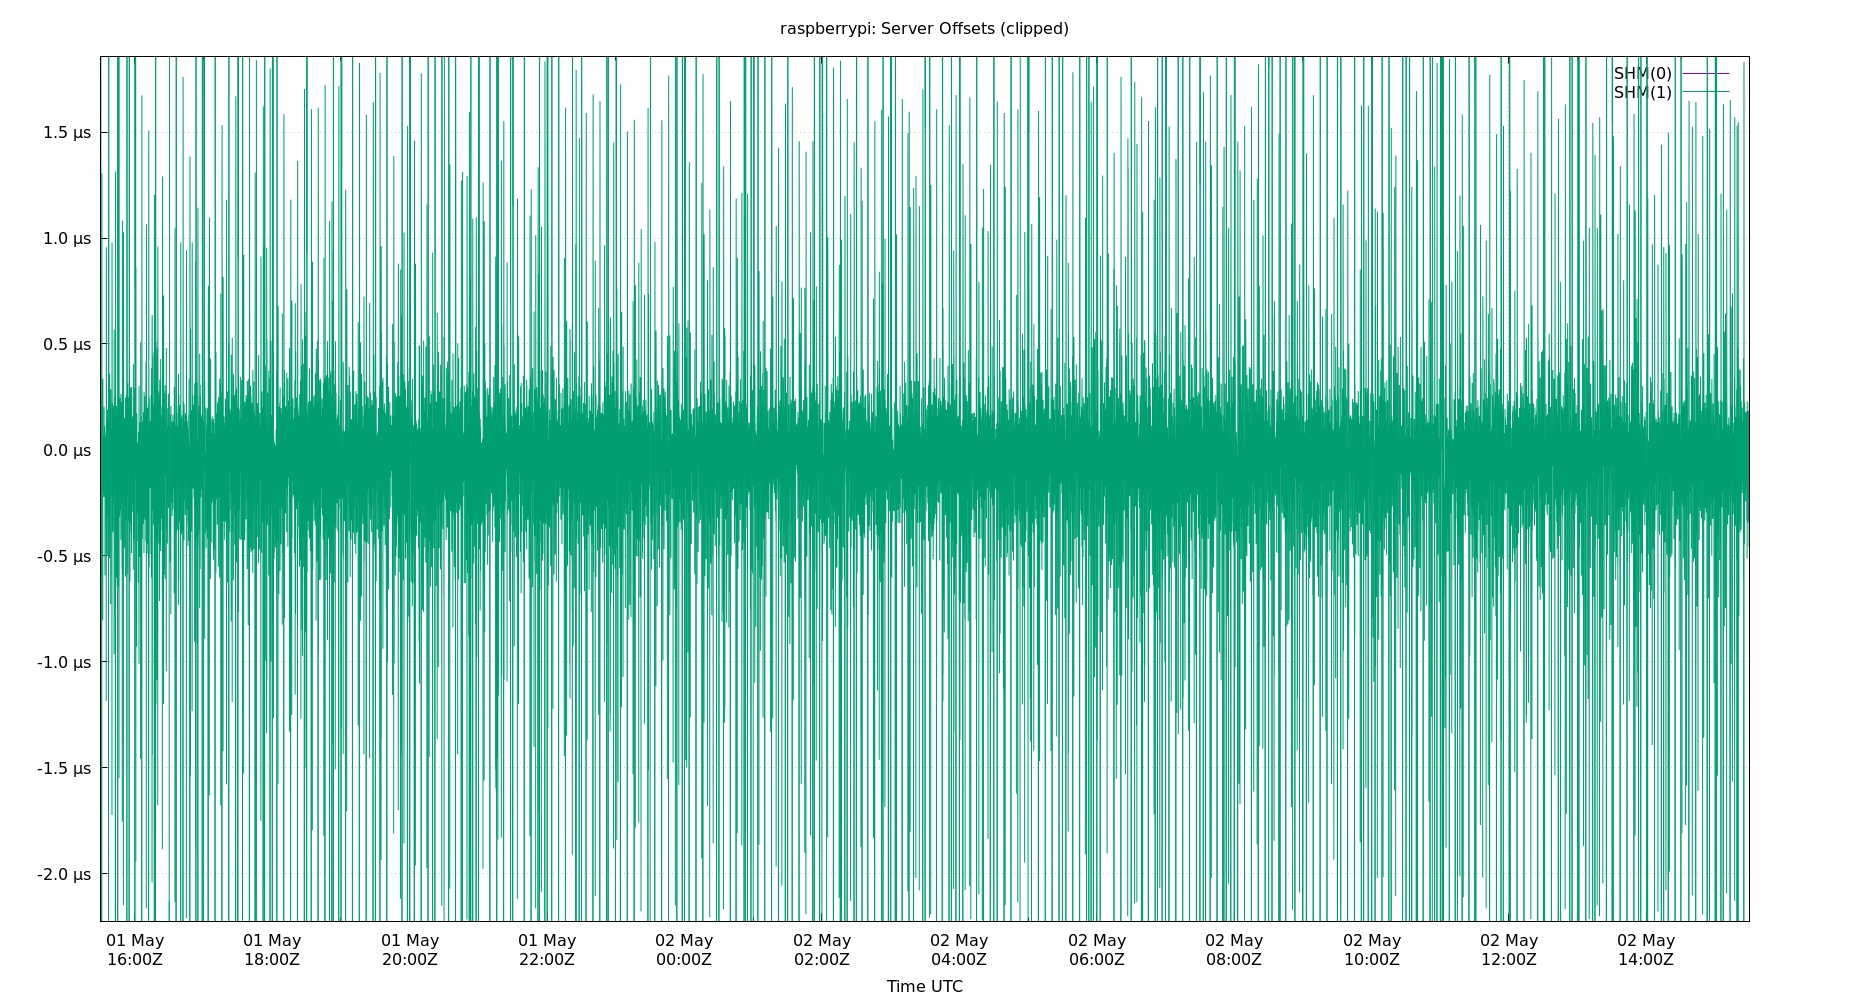 raspberrypi: Server Offsets (clipped)
SHM(0)
SHM(1)
1.5 µs
1.0 µs
0.5 µs
0.0 µs
-0.5 µs
-1.0 µs
-1.5 µs
-2.0 µs
01 May 01 May 01 May 01 May 02 May 02 May 02 May 02 May 02 May 02 May 02 May 02 May
16:00Z 18:00Z 20:00Z 22:00Z 00:00Z 02:00Z 04:00Z 06:00Z 08:00Z 10:00Z 12:00Z 14:00Z
Time UTC